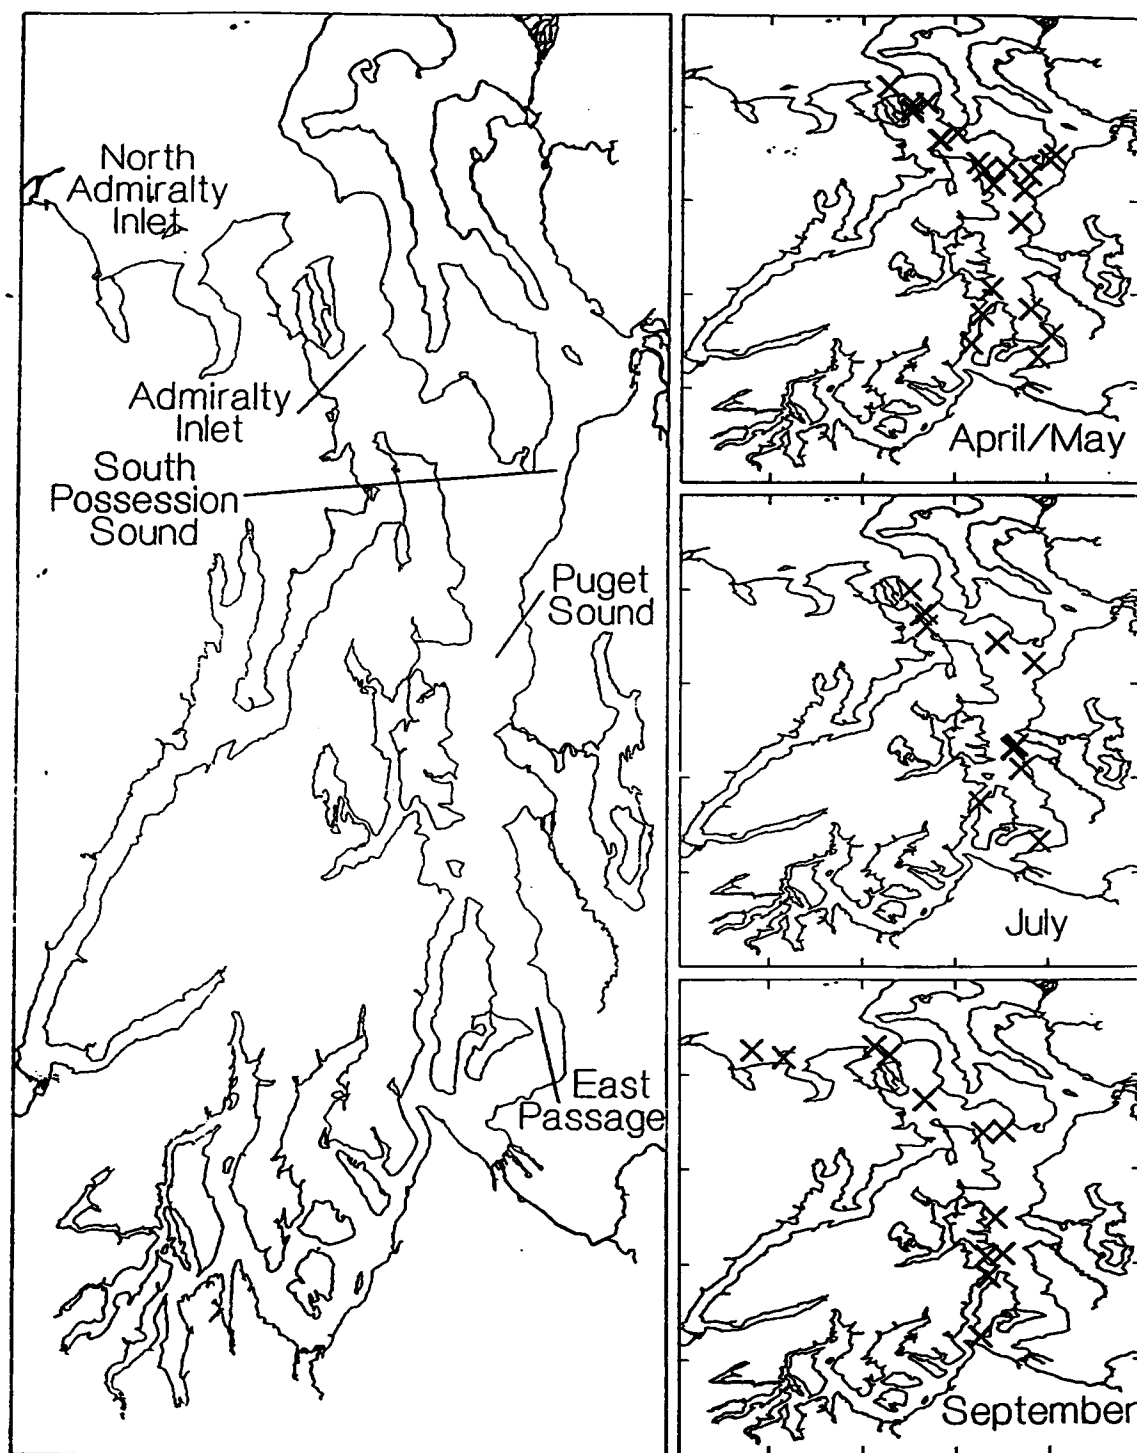 North
Admiralty
Inlet
Admiralty
Inlet
South
Possession
Sound
Puget
Sound
East
Passage
April/May
July
September